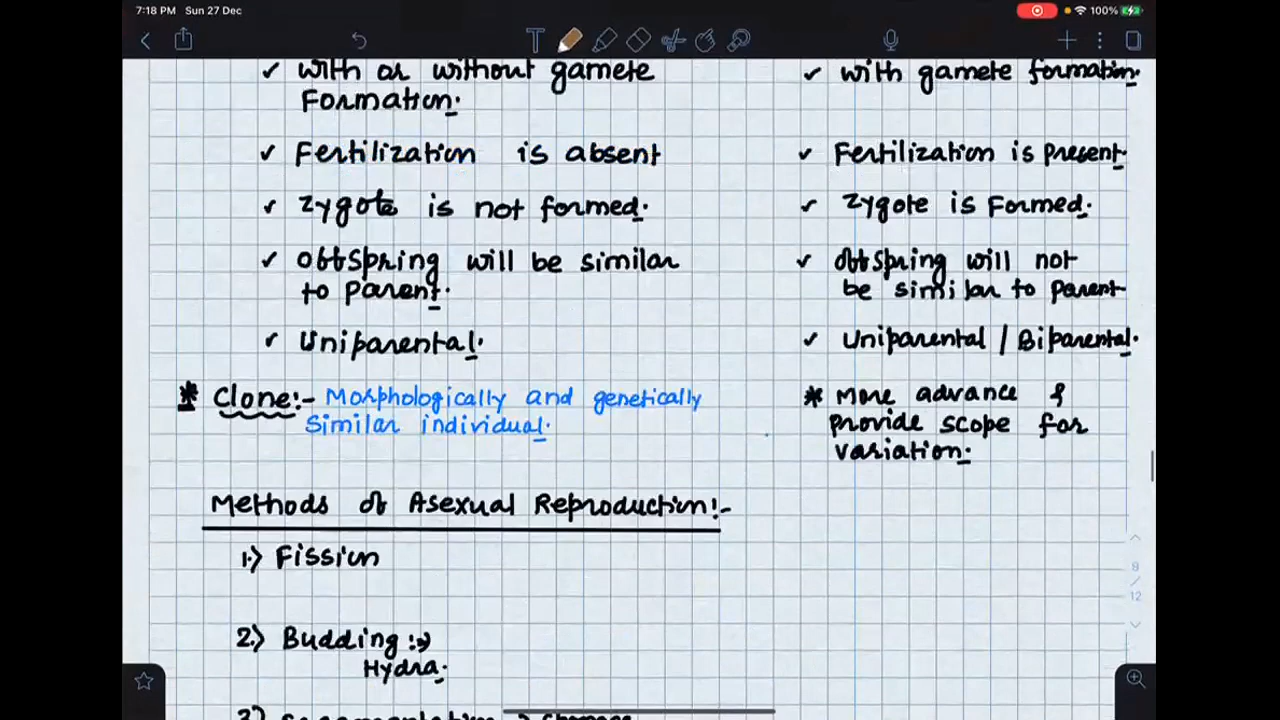 7:18 PM Sun 27 Dec
100%
✓ with or without gamete
Formation.
✓ Fertilization is absent
✓ Zygote is not formed.
✓ offspring will be similar
to Parent.
✓ Uniparental.
* Clone:- Morphologically and genetically
Similar individual.
✓ with gamete formation.
✓ Fertilization is Present.
✓ Zygote is Formed.
✓ offspring will not
be similar to Parent
✓ Uniparental / Biparental.
* More advance &
provide scope for
variation.
Methods of Asexual Reproduction:-
1.) Fission
2.) Budding :→
Hydra.
3)
9
/
12